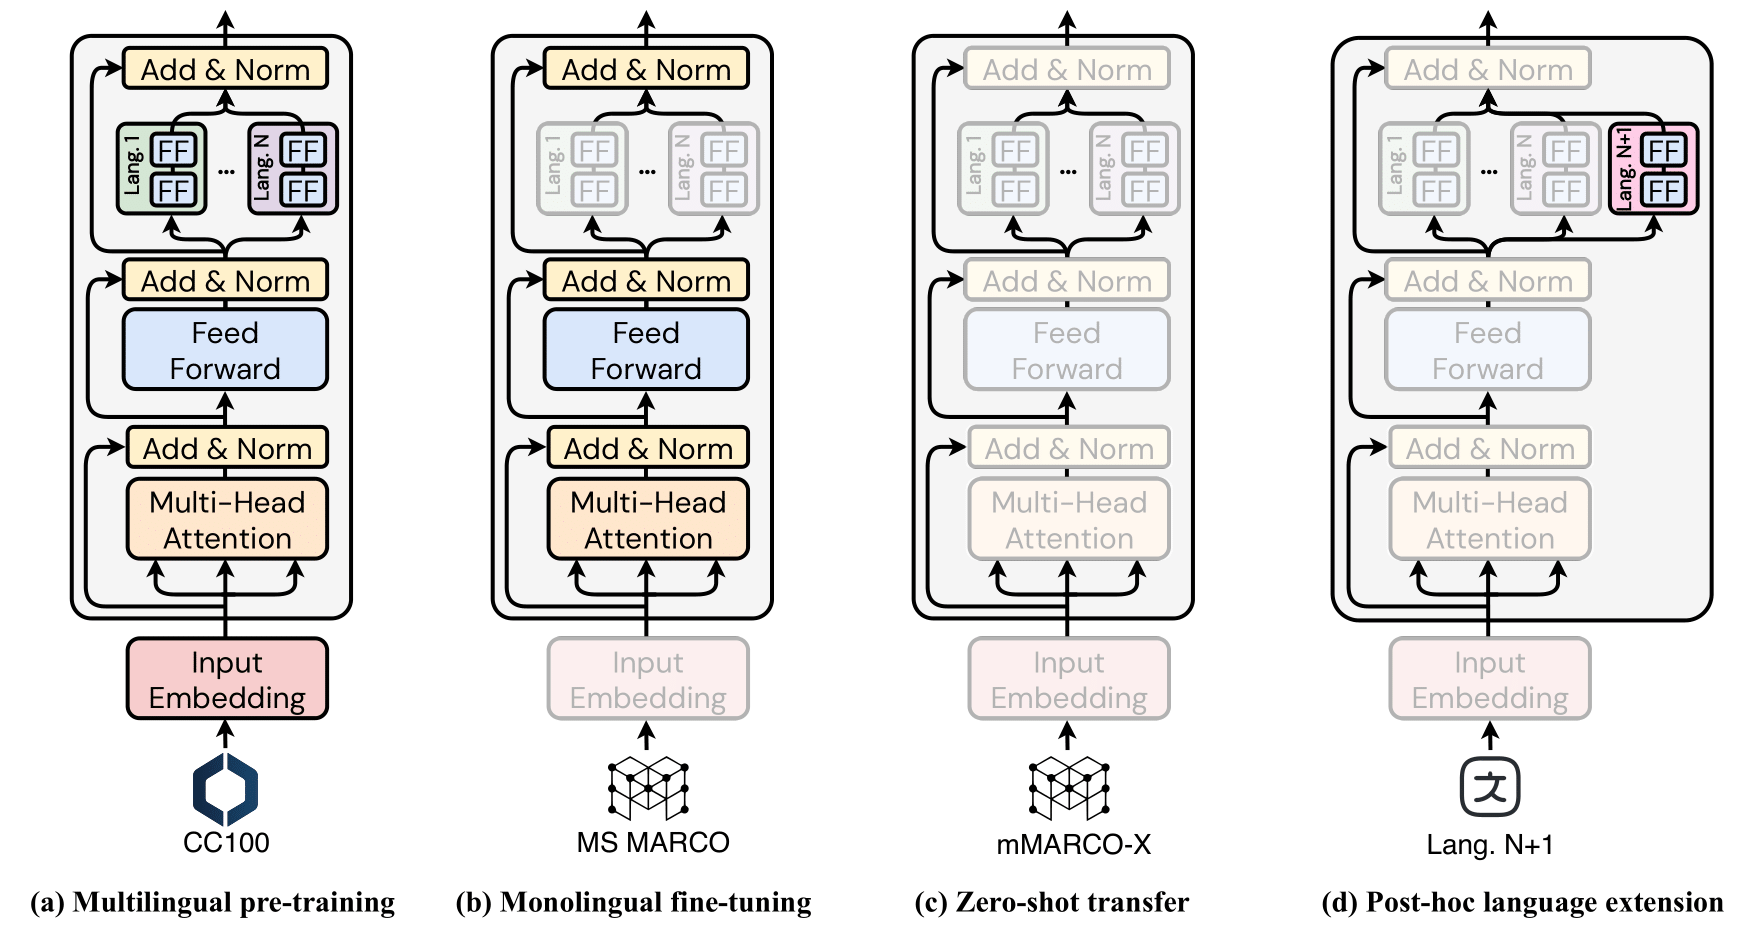 Add & Norm
Lang. 1
FF
FF
...
Lang. N
FF
FF
Add & Norm
Feed
Forward
Add & Norm
Multi-Head
Attention
Input
Embedding
CC100
(a) Multilingual pre-training
Add & Norm
Lang. 1
FF
FF
...
Lang. N
FF
FF
Add & Norm
Feed
Forward
Add & Norm
Multi-Head
Attention
Input
Embedding
MS MARCO
(b) Monolingual fine-tuning
Add & Norm
Lang. 1
FF
FF
...
Lang. N
FF
FF
Add & Norm
Feed
Forward
Add & Norm
Multi-Head
Attention
Input
Embedding
mMARCO-X
(c) Zero-shot transfer
Add & Norm
Lang. 1
FF
FF
...
Lang. N
FF
FF
Lang. N+1
FF
FF
Add & Norm
Feed
Forward
Add & Norm
Multi-Head
Attention
Input
Embedding
文
Lang. N+1
(d) Post-hoc language extension